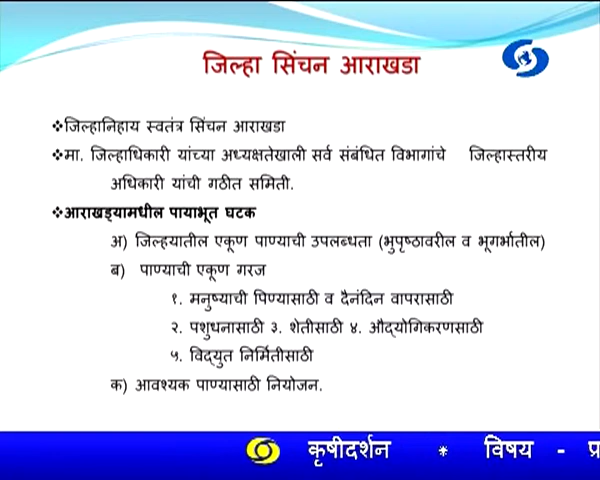 जिल्हा सिंचन आराखडा
❖जिल्हानिहाय स्वतंत्र सिंचन आराखडा
❖मा. जिल्हाधिकारी यांच्या अध्यक्षतेखाली सर्व संबंधित विभागांचे जिल्हास्तरीय
अधिकारी यांची गठीत समिती.
❖आराखड्यामधील पायाभूत घटक
अ) जिल्हयातील एकूण पाण्याची उपलब्धता (भुपृष्ठावरील व भूगर्भातील)
ब) पाण्याची एकूण गरज
१. मनुष्याची पिण्यासाठी व दैनंदिन वापरासाठी
२. पशुधनासाठी ३. शेतीसाठी ४. औद्योगिकरणसाठी
५. विद्युत निर्मितीसाठी
क) आवश्यक पाण्यासाठी नियोजन.
कृषीदर्शन * विषय - प्र